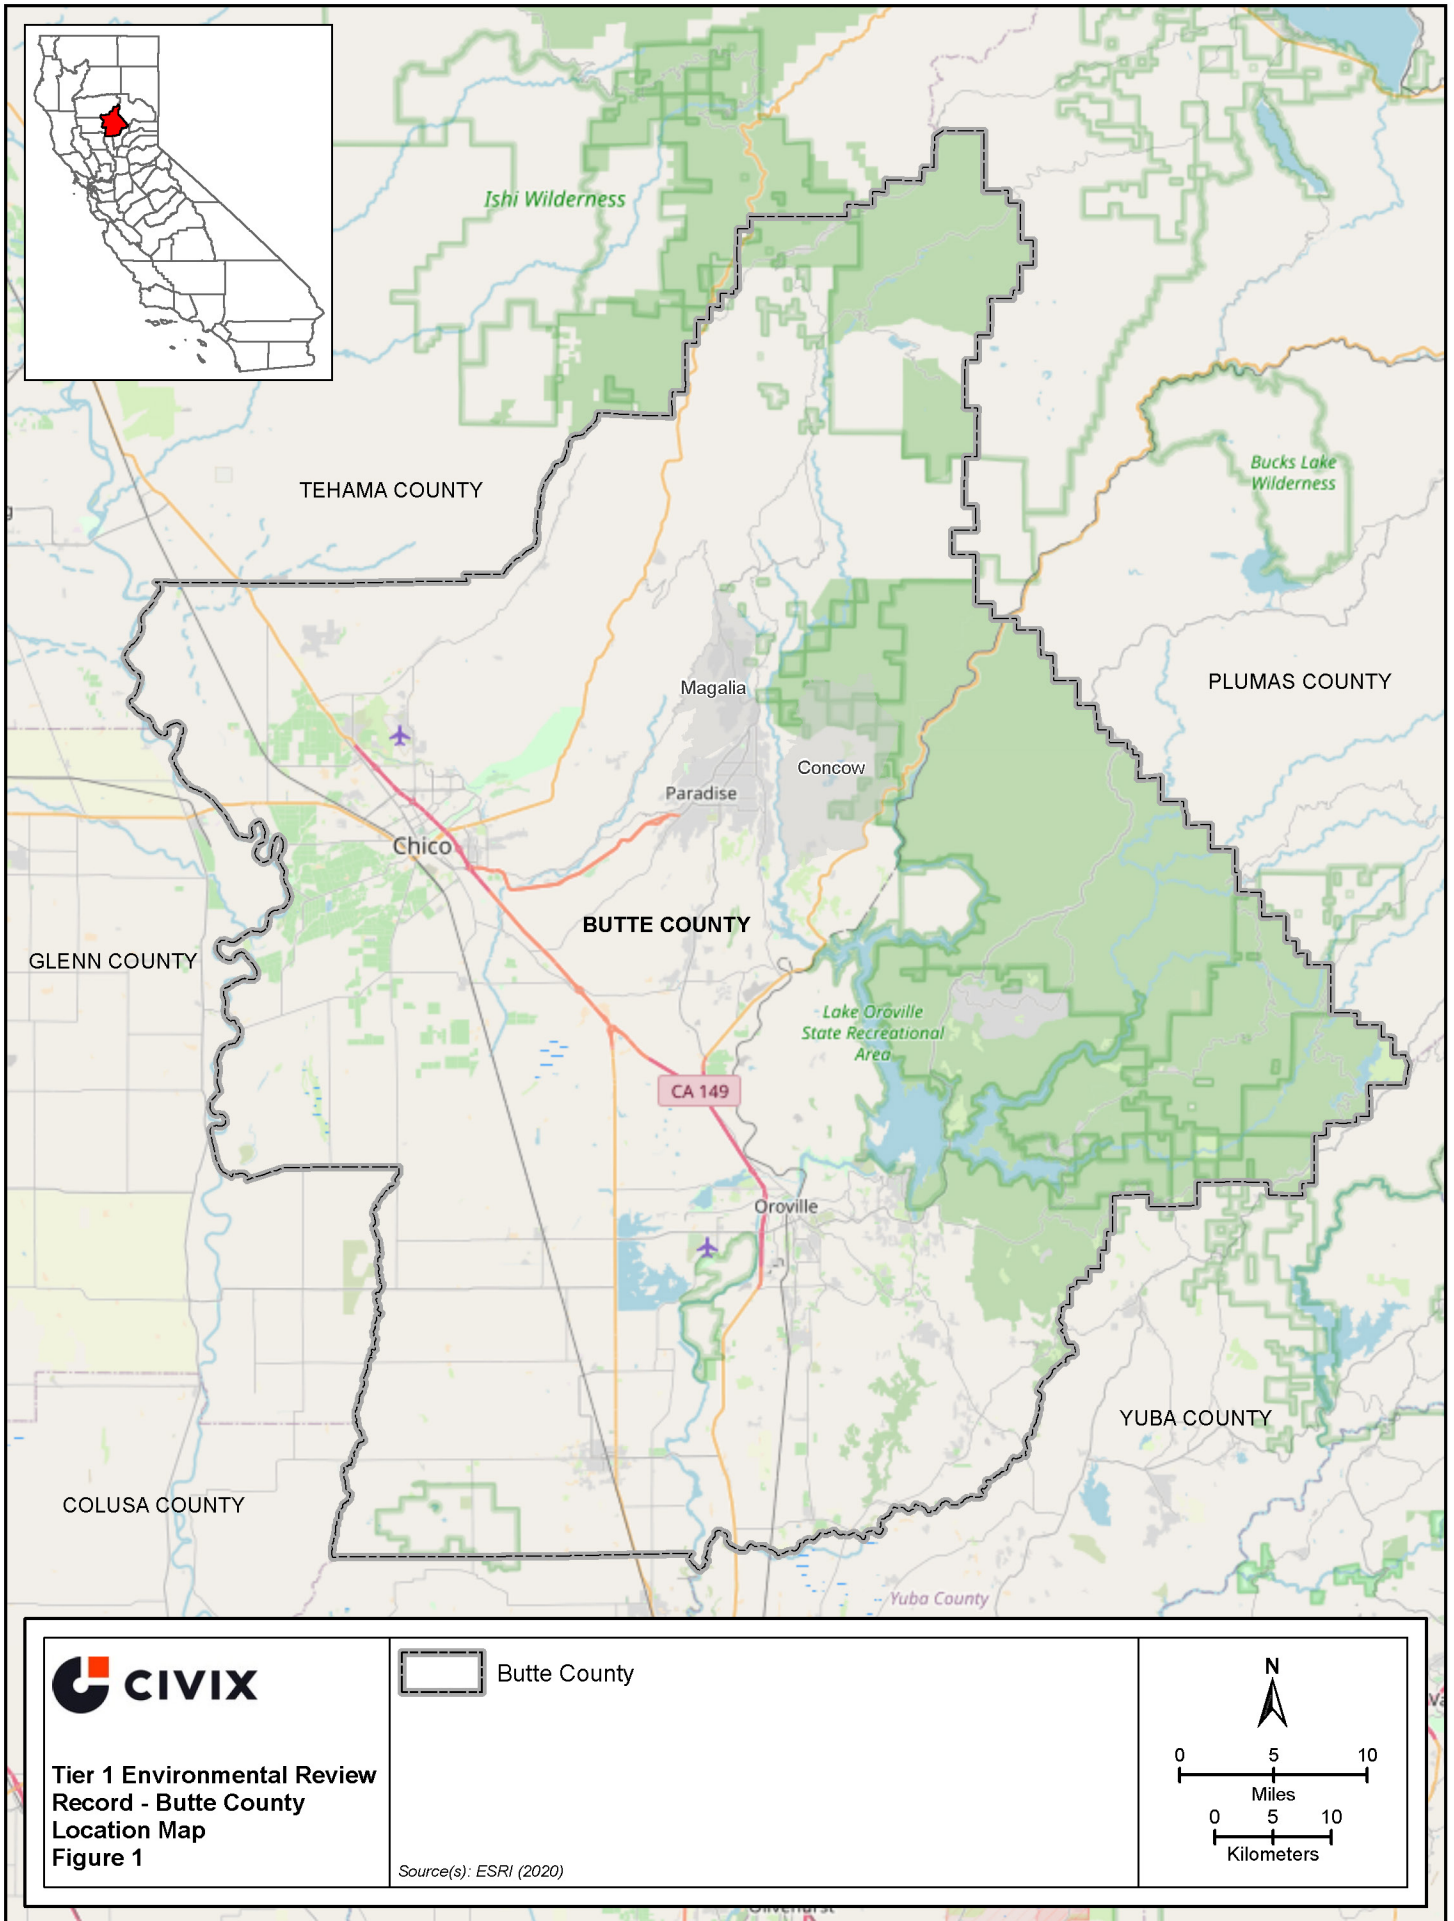 Ishi Wilderness
TEHAMA COUNTY
Bucks Lake
Wilderness
PLUMAS COUNTY
Magalia
Concow
Paradise
Chico
BUTTE COUNTY
GLENN COUNTY
Lake Oroville
State Recreational
Area
CA 149
Oroville
YUBA COUNTY
COLUSA COUNTY
Yuba County
CIVIX
Tier 1 Environmental Review
Record - Butte County
Location Map
Figure 1
Butte County
Source(s): ESRI (2020)
N
0 5 10
Miles
0 5 10
Kilometers